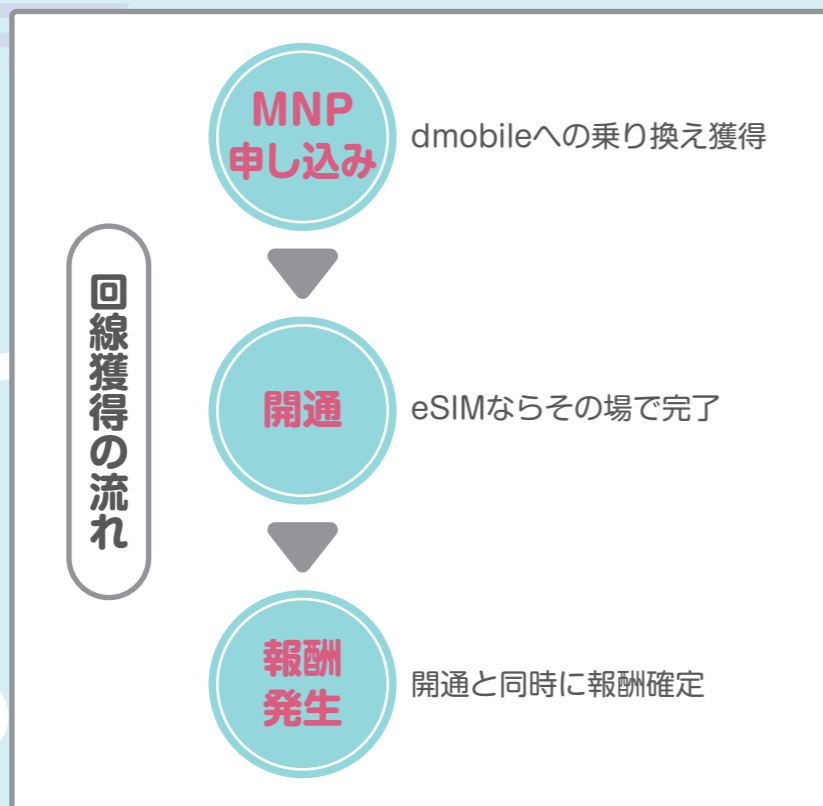 回線獲得の流れ
MNP
申し込み
dmobileへの乗り換え獲得
開通
eSIMならその場で完了
報酬
発生
開通と同時に報酬確定